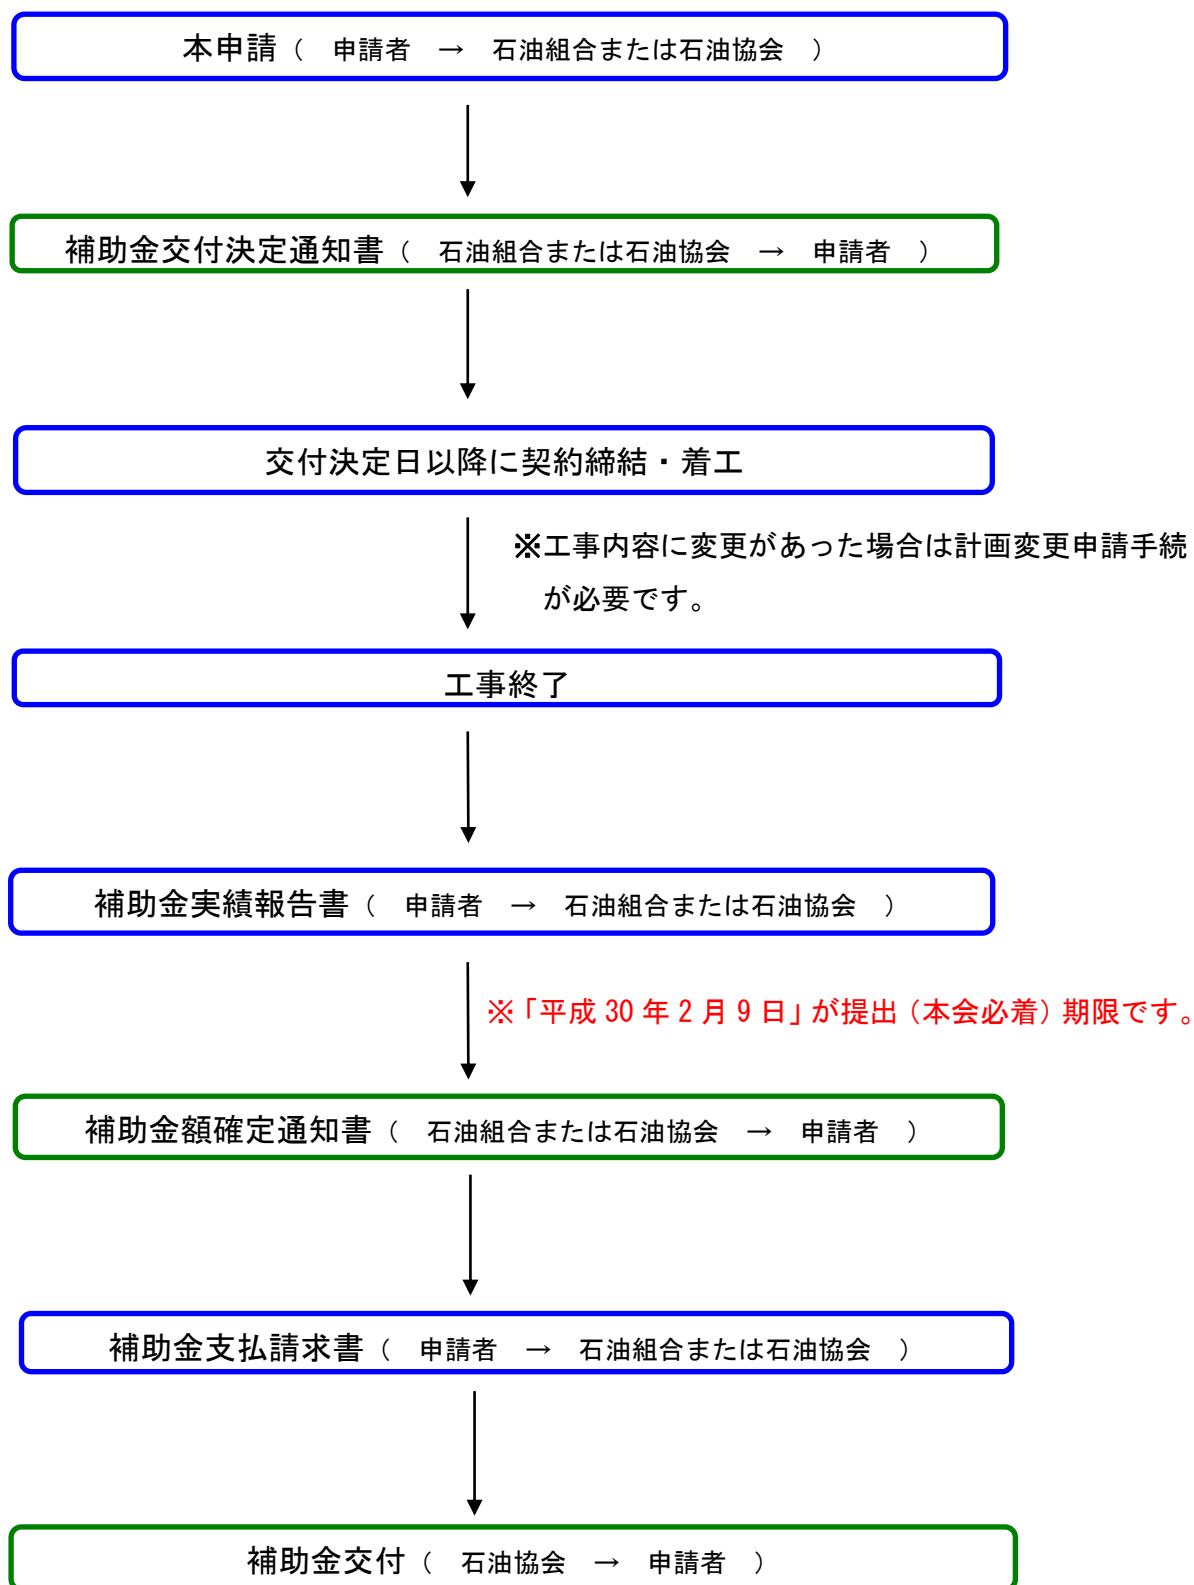 本申請（　申請者　→　石油組合または石油協会　）
補助金交付決定通知書（　石油組合または石油協会　→　申請者　）
交付決定日以降に契約締結・着工
※工事内容に変更があった場合は計画変更申請手続
が必要です。
工事終了
補助金実績報告書（　申請者　→　石油組合または石油協会　）
※「平成 30 年 2 月 9 日」が提出（本会必着）期限です。
補助金額確定通知書（　石油組合または石油協会　→　申請者　）
補助金支払請求書（　申請者　→　石油組合または石油協会　）
補助金交付（　石油協会　→　申請者　）